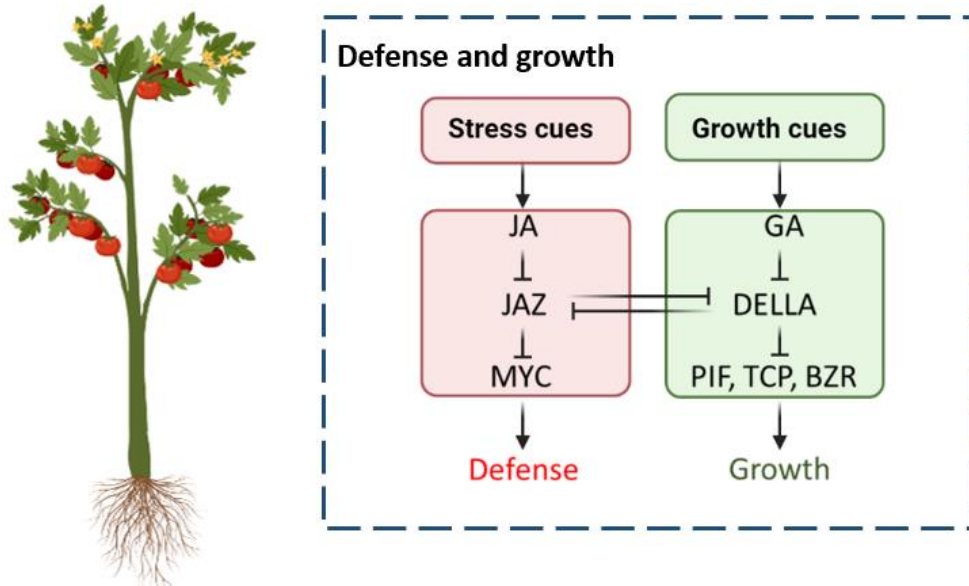 Defense and growth
Stress cues
Growth cues
JA
GA
JAZ
DELLA
MYC
PIF, TCP, BZR
Defense
Growth